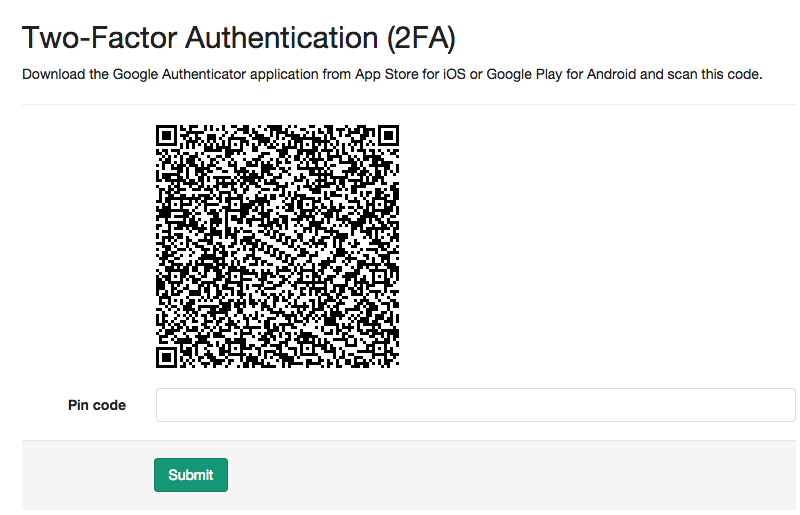 Two-Factor Authentication (2FA)
Download the Google Authenticator application from App Store for iOS or Google Play for Android and scan this code.
Pin code
Submit